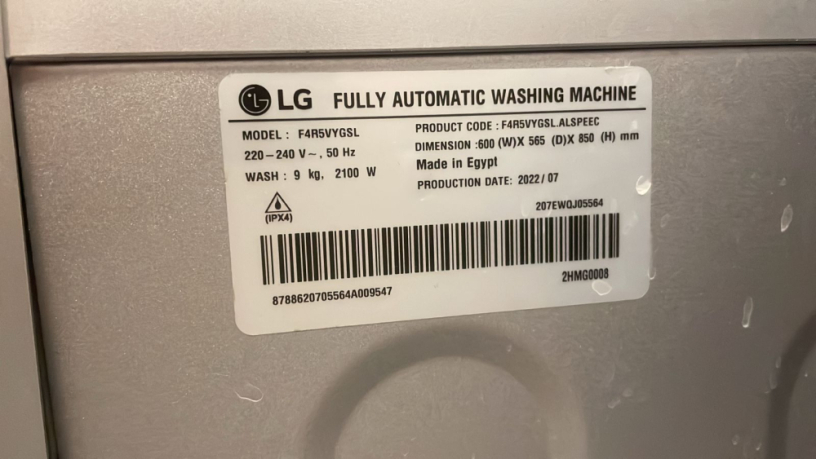 LG FULLY AUTOMATIC WASHING MACHINE
MODEL : F4R5VYGSL
PRODUCT CODE : F4R5VYGSL.ALSPEEC
220-240 V~, 50 Hz
DIMENSION :600 (W)X 565 (D)X 850 (H) mm
WASH : 9 kg, 2100 W
Made in Egypt
PRODUCTION DATE: 2022/07
(IPX4)
207EWQJ05564
8788620705564A009547
2HMG0008